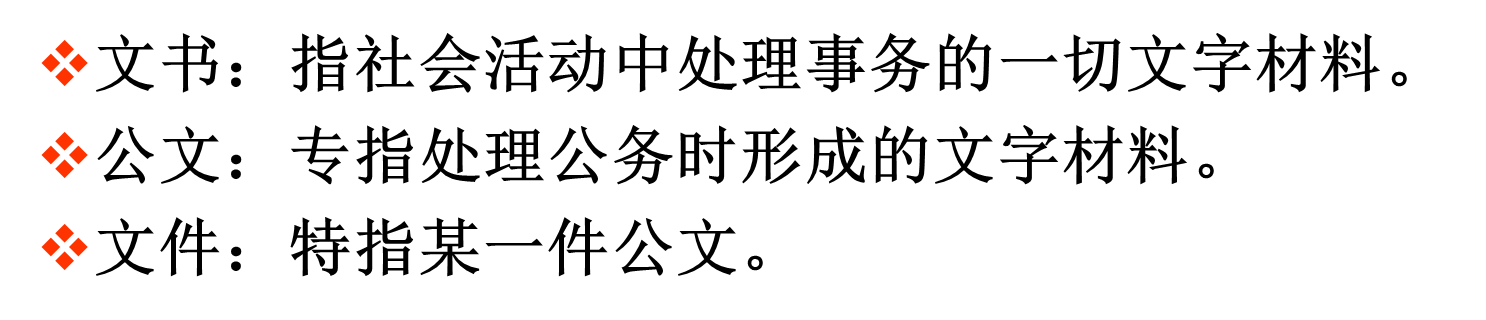 ❖文书：指社会活动中处理事务的一切文字材料。
❖公文：专指处理公务时形成的文字材料。
❖文件：特指某一件公文。